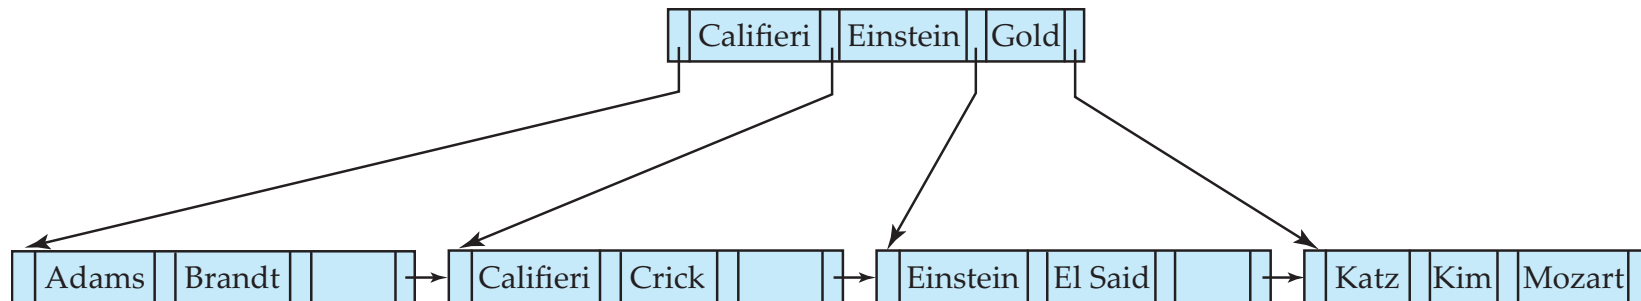 Califieri Einstein Gold
Adams Brandt Califieri Crick Einstein El Said Katz Kim Mozart